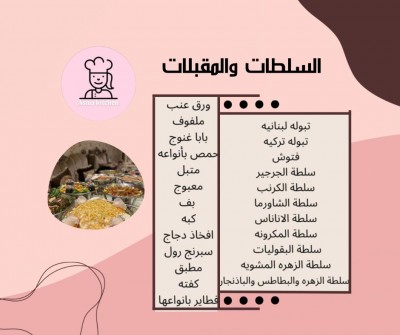 السلطات والمقبلات
تبوله لبنانيه
تبوله تركيه
فتوش
سلطة الجرجير
سلطة الكرنب
سلطة الشاورما
سلطة الاناناس
سلطة المكرونه
سلطة البقوليات
سلطة الزهره المشويه
سلطة الزهره والبطاطس والباذنجان
ورق عنب
ملفوف
بابا غنوج
حمص بأنواعه
متبل
معبوج
بف
كبه
افخاذ دجاج
سبرنج رول
مطبق
كفته
فطاير بانواعها